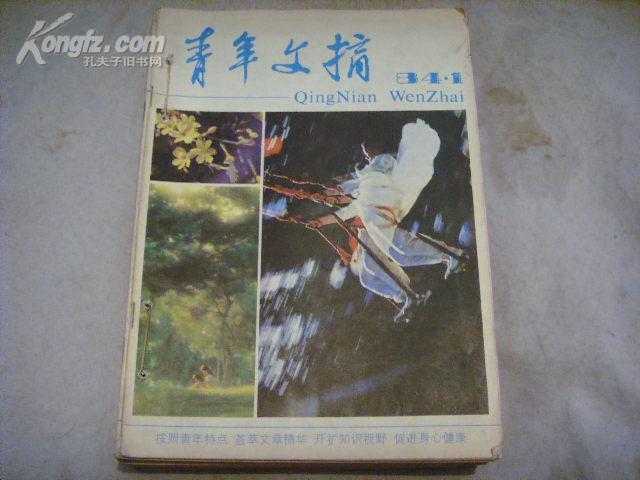 Kongfz.com
孔夫子旧书网
青年文摘 84·1
QingNian WenZhai
按照青年特点 荟萃文章精华 开扩知识视野 促进身心健康